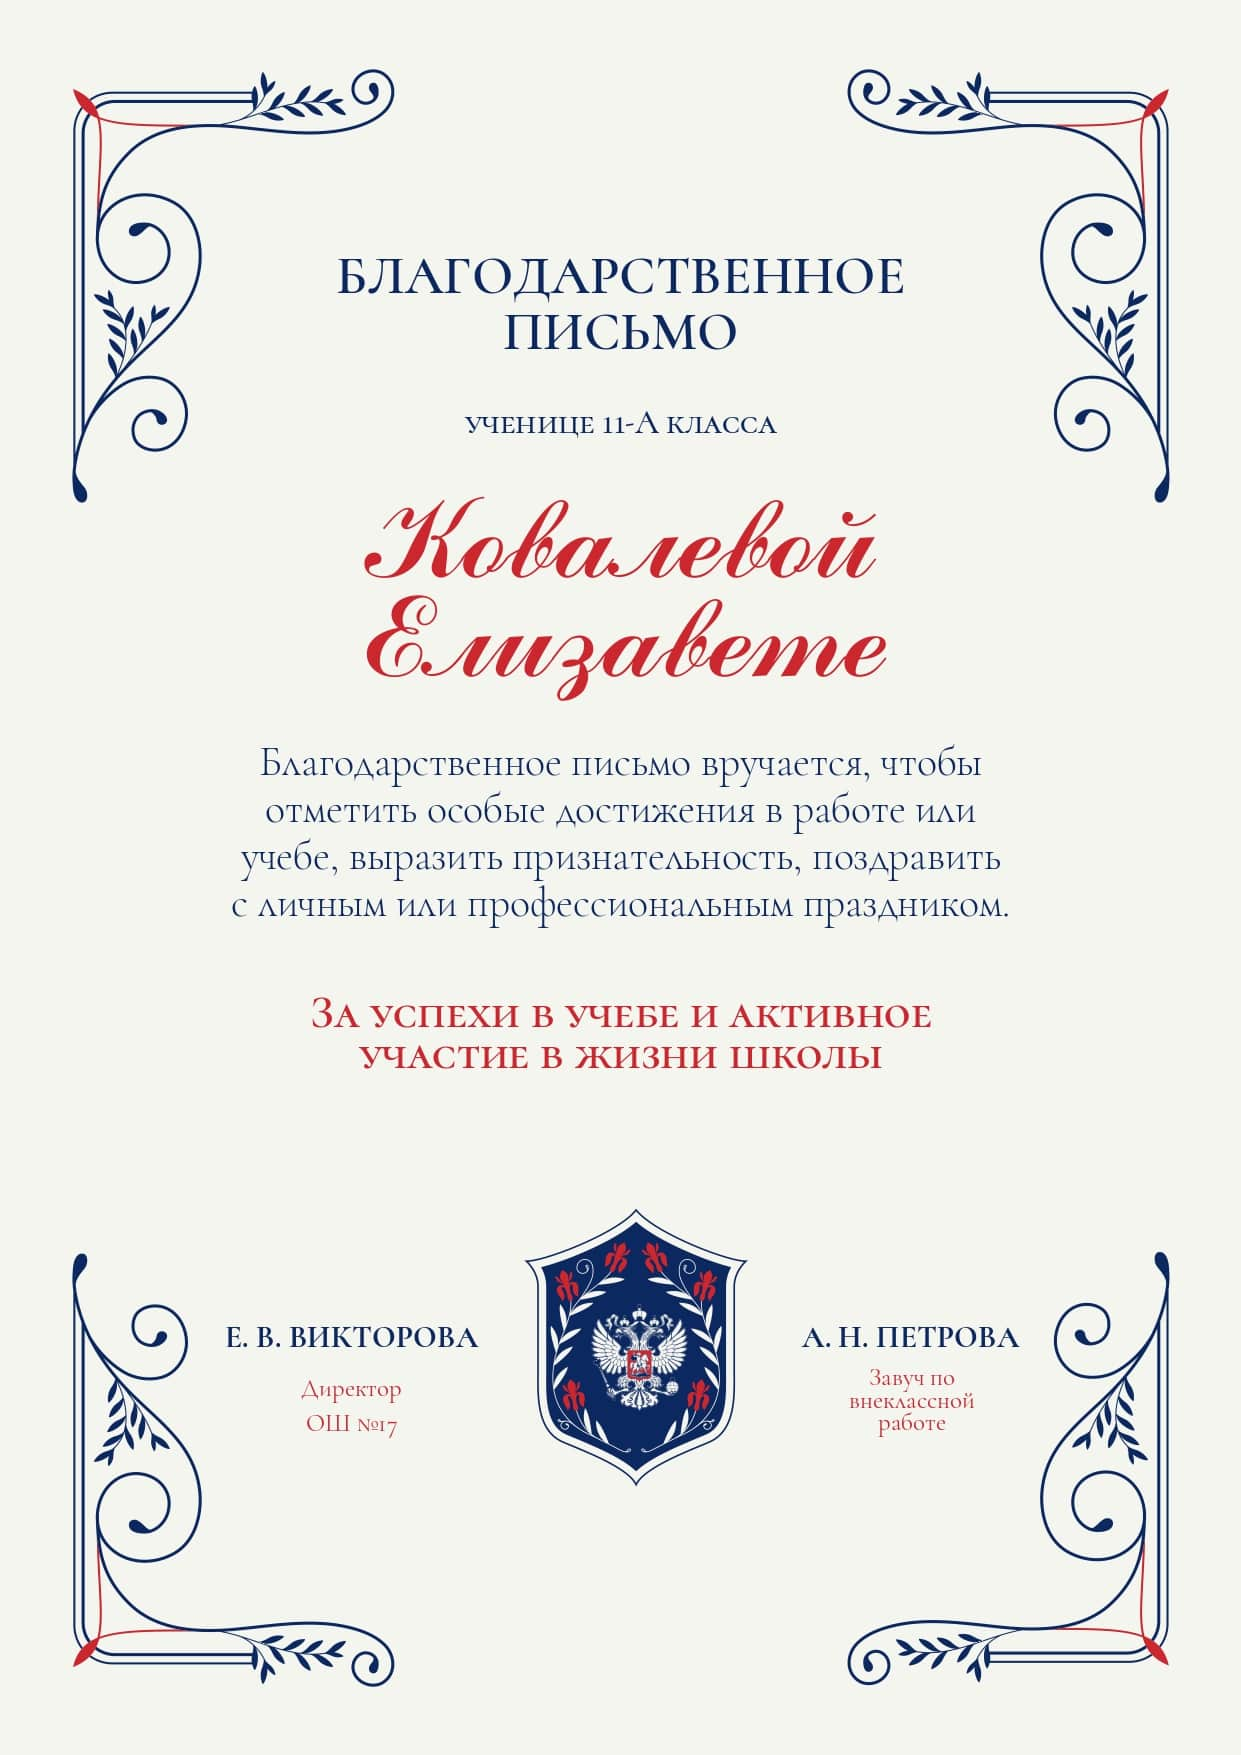 БЛАГОДАРСТВЕННОЕ
ПИСЬМО
ученице 11-А класса
Ковалевой
Елизавете
Благодарственное письмо вручается, чтобы
отметить особые достижения в работе или
учебе, выразить признательность, поздравить
с личным или профессиональным праздником.
За успехи в учебе и активное
участие в жизни школы
Е. В. ВИКТОРОВА
Директор
ОШ №17
А. Н. ПЕТРОВА
Завуч по
внеклассной
работе